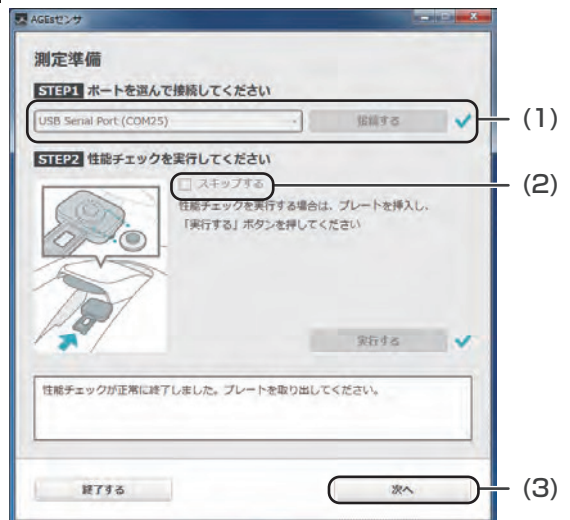 AGEsセンサ
測定準備
STEP1 ポートを選んで接続してください
USB Serial Port (COM25)
接続する
(1)
STEP2 性能チェックを実行してください
スキップする
(2)
性能チェックを実行する場合は、プレートを挿入し、
「実行する」ボタンを押してください
実行する
性能チェックが正常に終了しました。プレートを取り出してください。
終了する
次へ
(3)